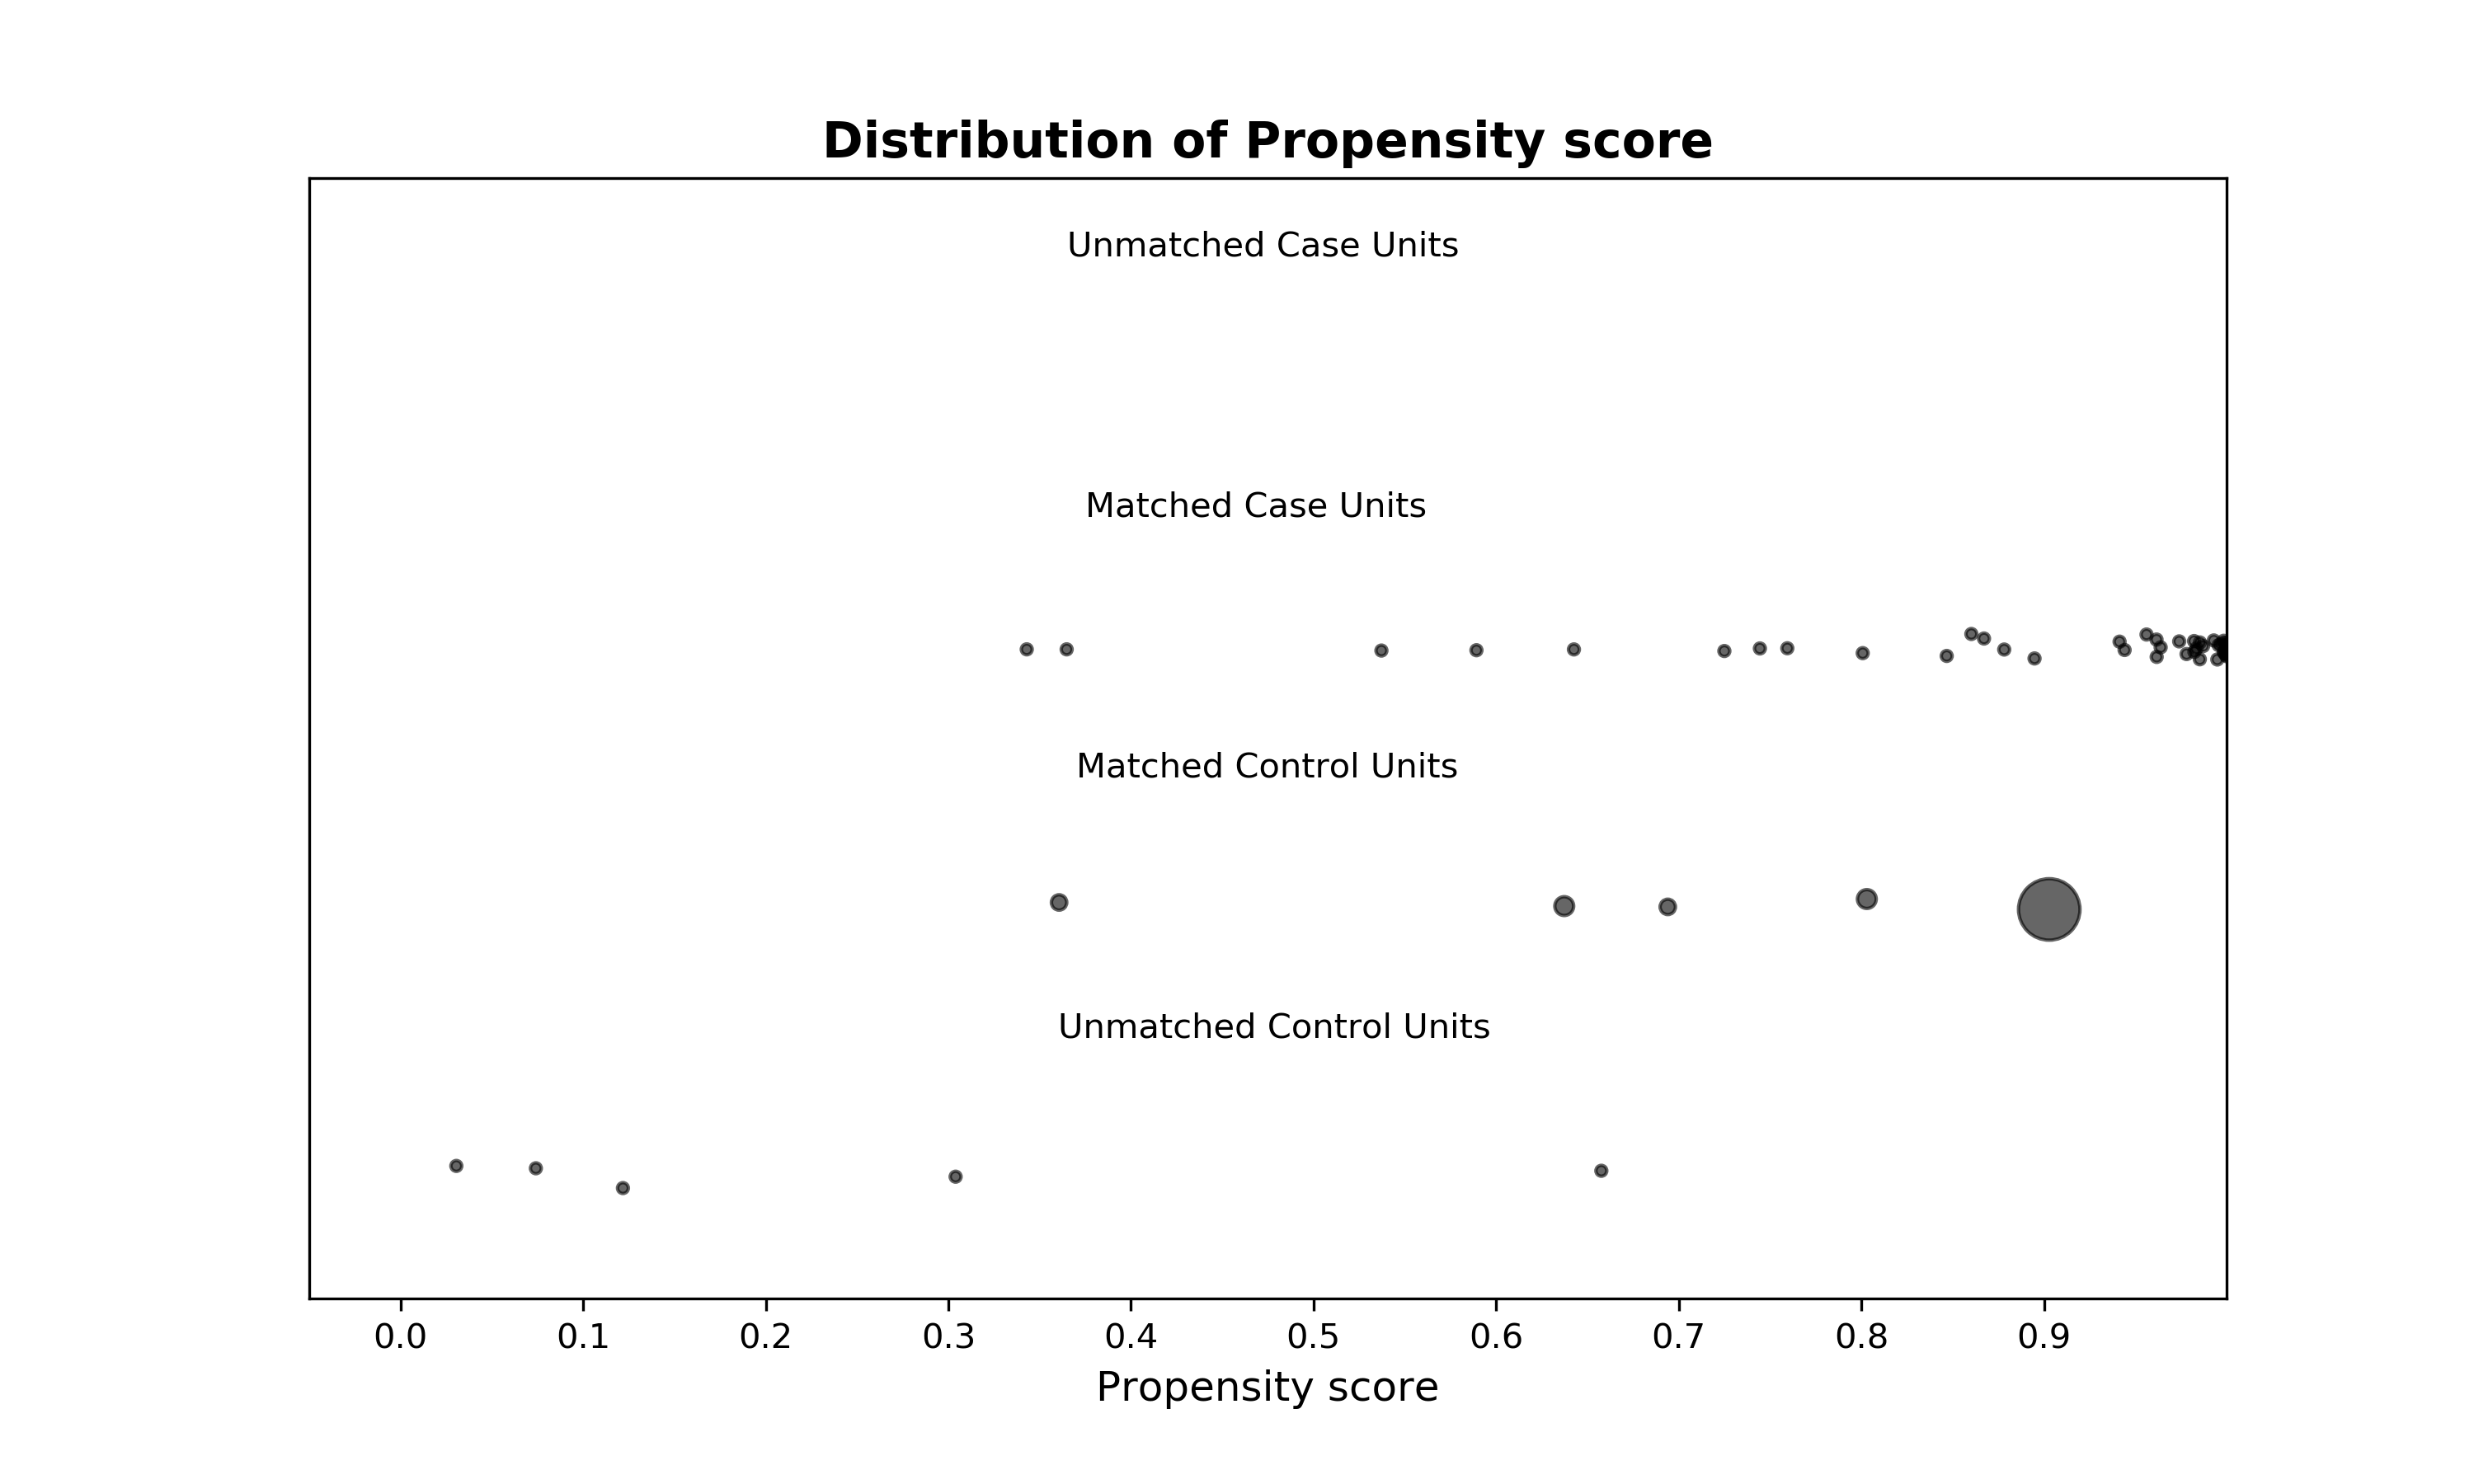 Distribution of Propensity score
Unmatched Case Units
Matched Case Units
Matched Control Units
Unmatched Control Units
0.0 0.1 0.2 0.3 0.4 0.5 0.6 0.7 0.8 0.9
Propensity score